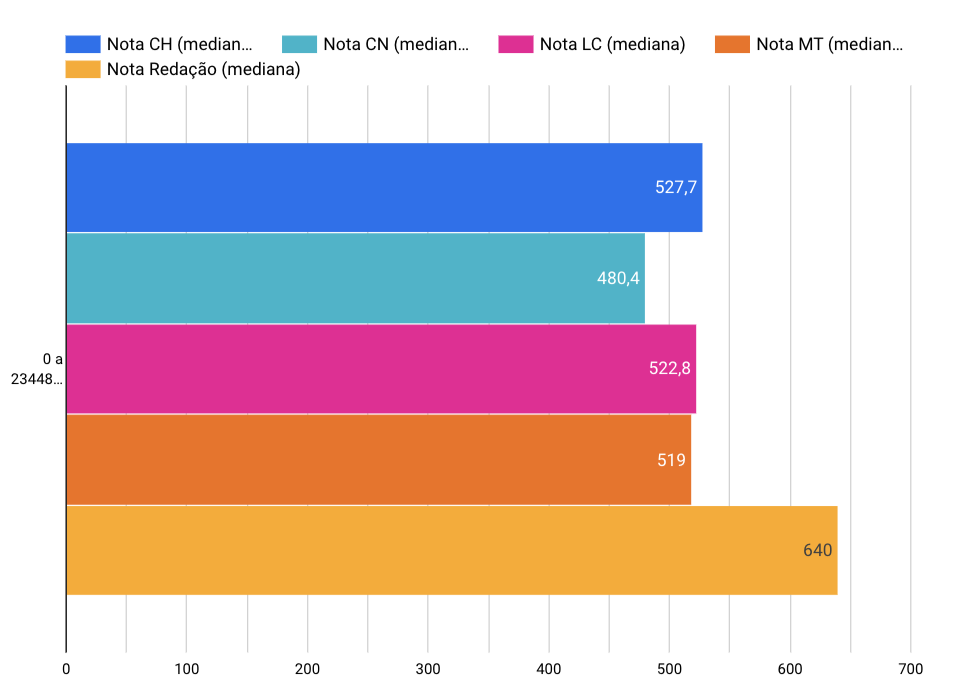 Nota CH (median... Nota CN (median... Nota LC (mediana) Nota MT (median...
Nota Redação (mediana)
527,7
480,4
522,8
0 a
23448...
519
640
0 100 200 300 400 500 600 700